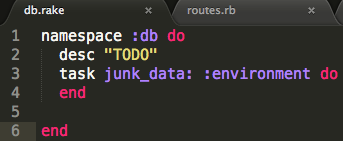 db.rake × routes.rb ×
1 namespace :db do
2 desc "TODO"
3 task junk_data: :environment do
4 end
5
6 end